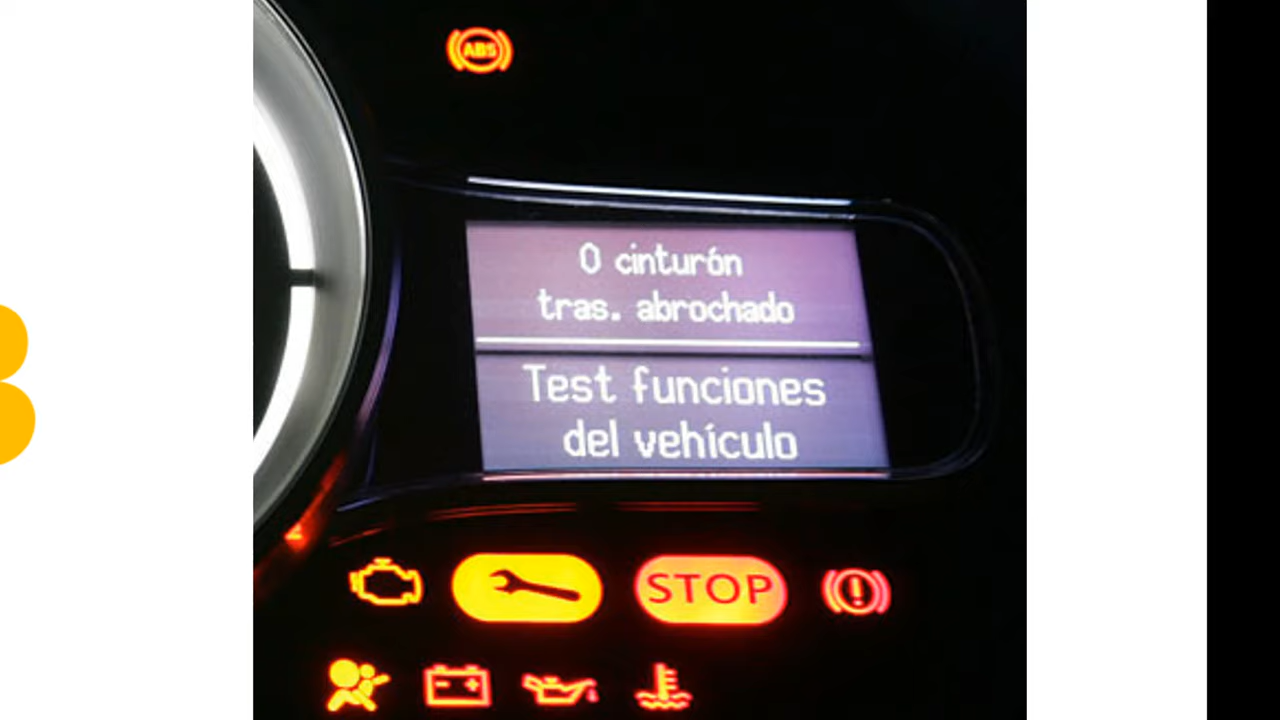 ABS
0 cinturón
tras. abrochado
Test funciones
del vehículo
STOP